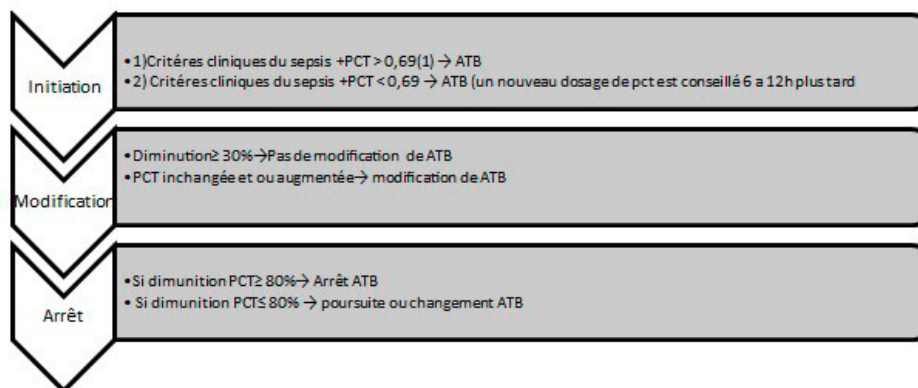 Initiation
• 1)Critéres cliniques du sepsis +PCT > 0,69(1) → ATB
• 2) Critéres cliniques du sepsis +PCT < 0,69 → ATB (un nouveau dosage de pct est conseillé 6 a 12h plus tard
Modification
• Diminution≥ 30%→Pas de modification de ATB
• PCT inchangée et ou augmentée→ modification de ATB
Arrêt
• Si dimunition PCT≥ 80%→ Arrêt ATB
• Si dimunition PCT≤ 80% → poursuite ou changement ATB